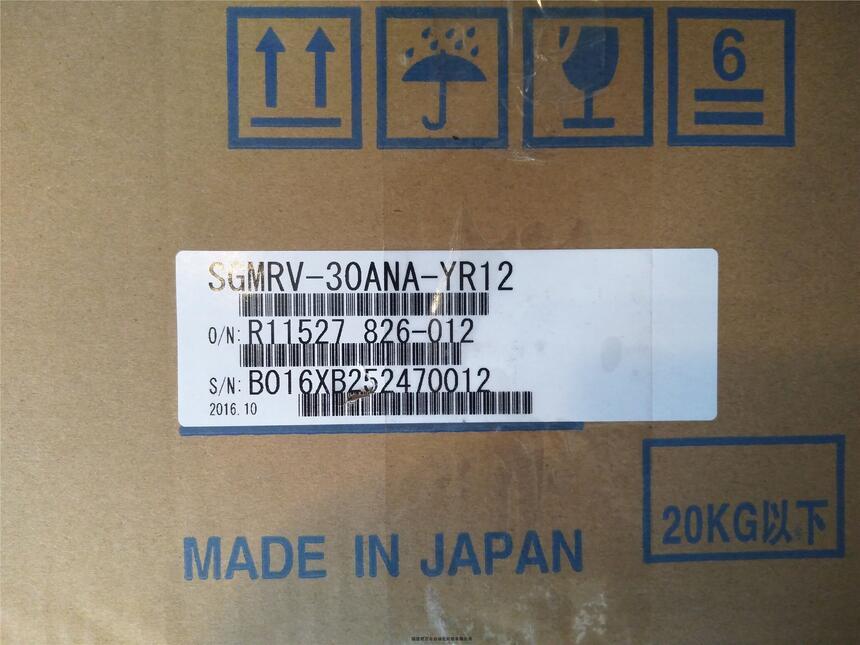 6
SGMRV-30ANA-YR12
O/N: R11527 826-012
S/N: B016XB252470012
2016.10
20KG以下
MADE IN JAPAN